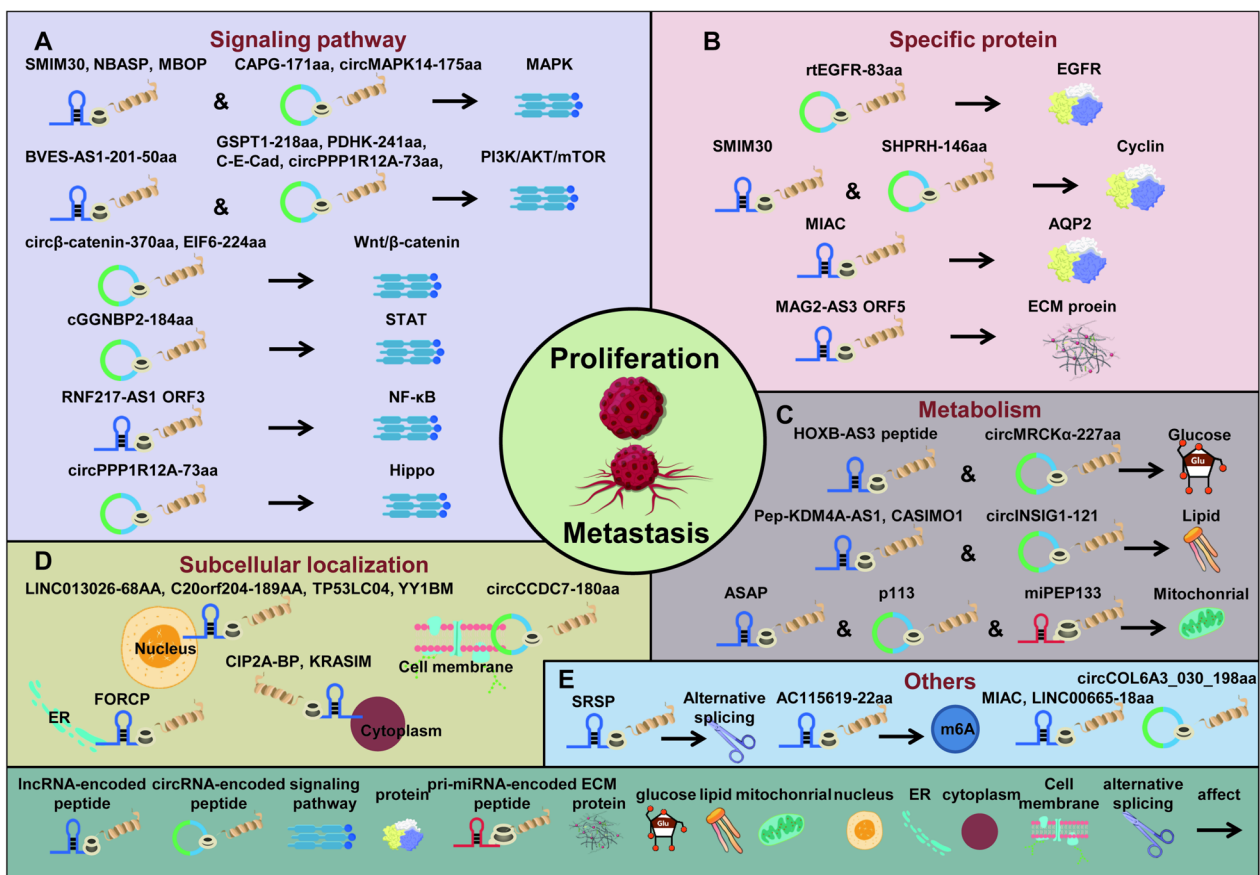 A
Signaling pathway
SMIM30, NBASP, MBOP
CAPG-171aa, circMAPK14-175aa
MAPK
&
BVES-AS1-201-50aa
GSPT1-218aa, PDHK-241aa,
C-E-Cad, circPPP1R12A-73aa,
PI3K/AKT/mTOR
&
circβ-catenin-370aa, EIF6-224aa
Wnt/β-catenin
cGGNBP2-184aa
STAT
RNF217-AS1 ORF3
NF-κB
circPPP1R12A-73aa
Hippo
B
Specific protein
rtEGFR-83aa
EGFR
SMIM30
SHPRH-146aa
Cyclin
&
MIAC
AQP2
MAG2-AS3 ORF5
ECM proein
Proliferation
Metastasis
C
Metabolism
HOXB-AS3 peptide
circMRCKα-227aa
Glucose
&
Glu
Pep-KDM4A-AS1, CASIMO1
circINSIG1-121
Lipid
&
ASAP
p113
miPEP133
Mitochonrial
&
&
D
Subcellular localization
LINC013026-68AA, C20orf204-189AA, TP53LC04, YY1BM
circCCDC7-180aa
Nucleus
Cell membrane
CIP2A-BP, KRASIM
FORCP
ER
Cytoplasm
E
Others
SRSP
Alternative
splicing
AC115619-22aa
m6A
circCOL6A3_030_198aa
MIAC, LINC00665-18aa
lncRNA-encoded
peptide
circRNA-encoded
peptide
signaling
pathway
protein
pri-miRNA-encoded
peptide
ECM
protein
glucose
Glu
lipid
mitochonrial
nucleus
ER
cytoplasm
Cell
membrane
alternative
splicing
affect